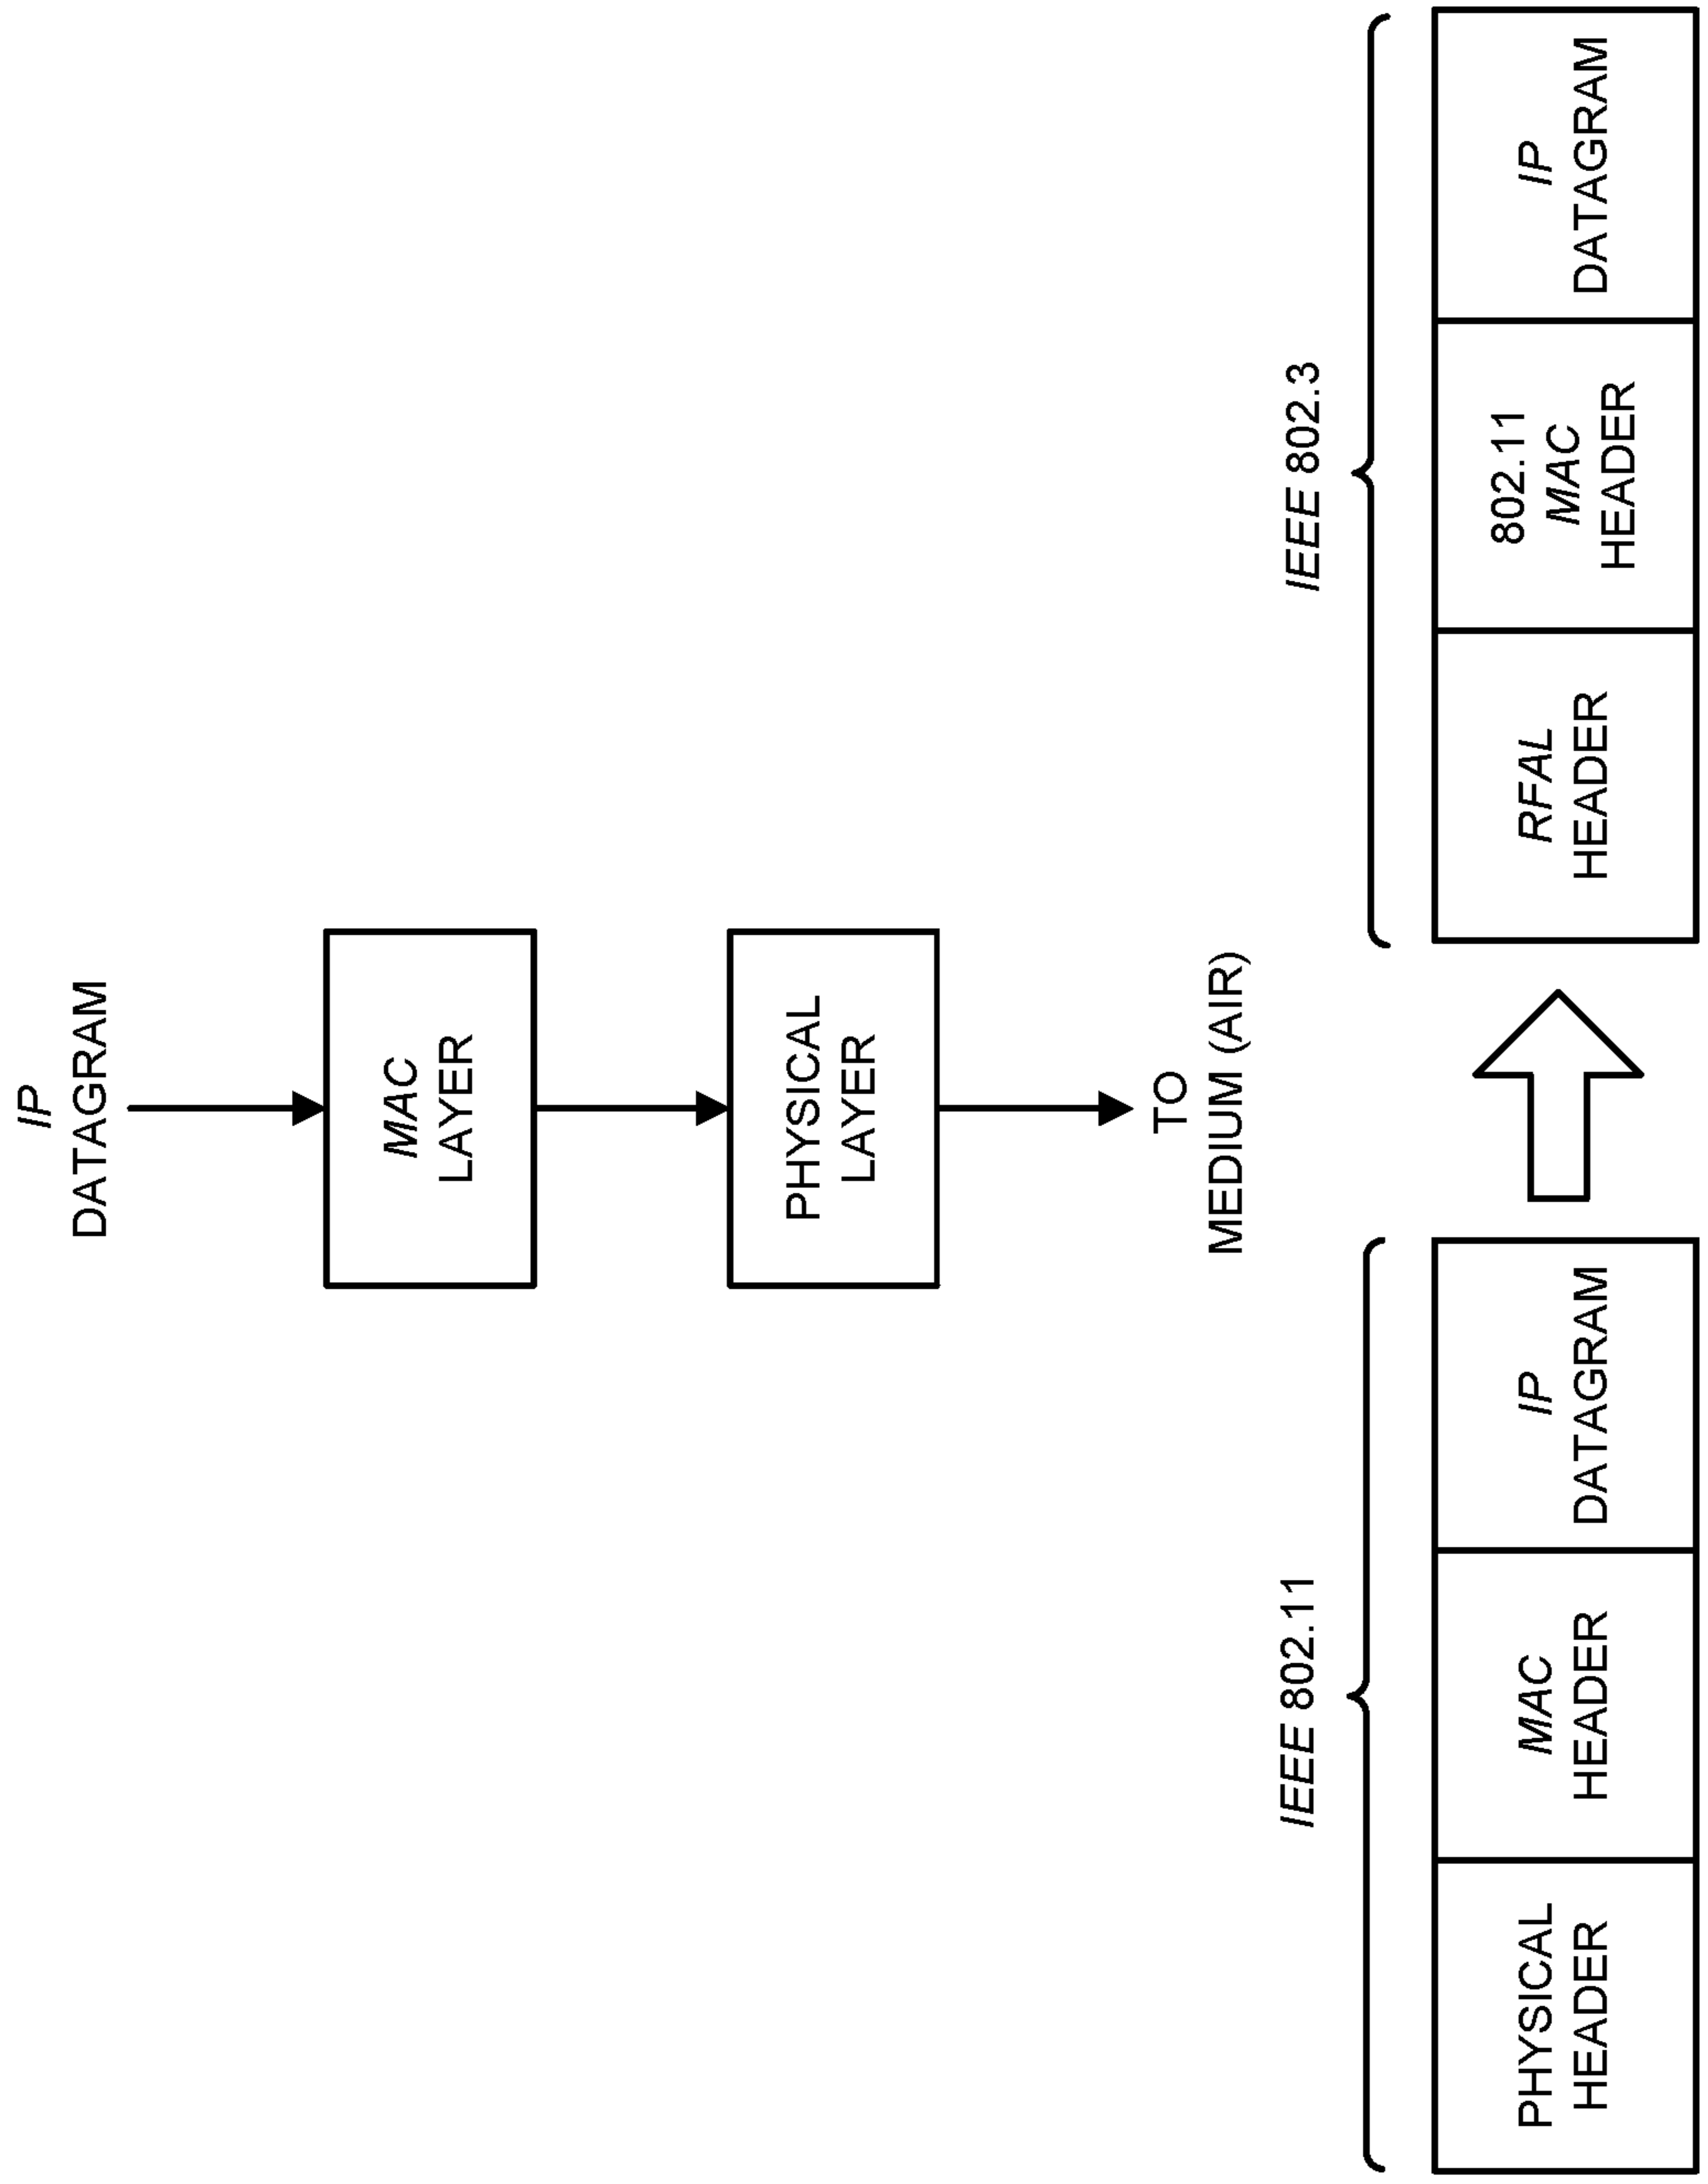 IP
DATAGRAM
MAC
LAYER
PHYSICAL
LAYER
TO
MEDIUM (AIR)
IEEE 802.11
PHYSICAL
HEADER
MAC
HEADER
IP
DATAGRAM
IEEE 802.3
RFAL
HEADER
802.11
MAC
HEADER
IP
DATAGRAM